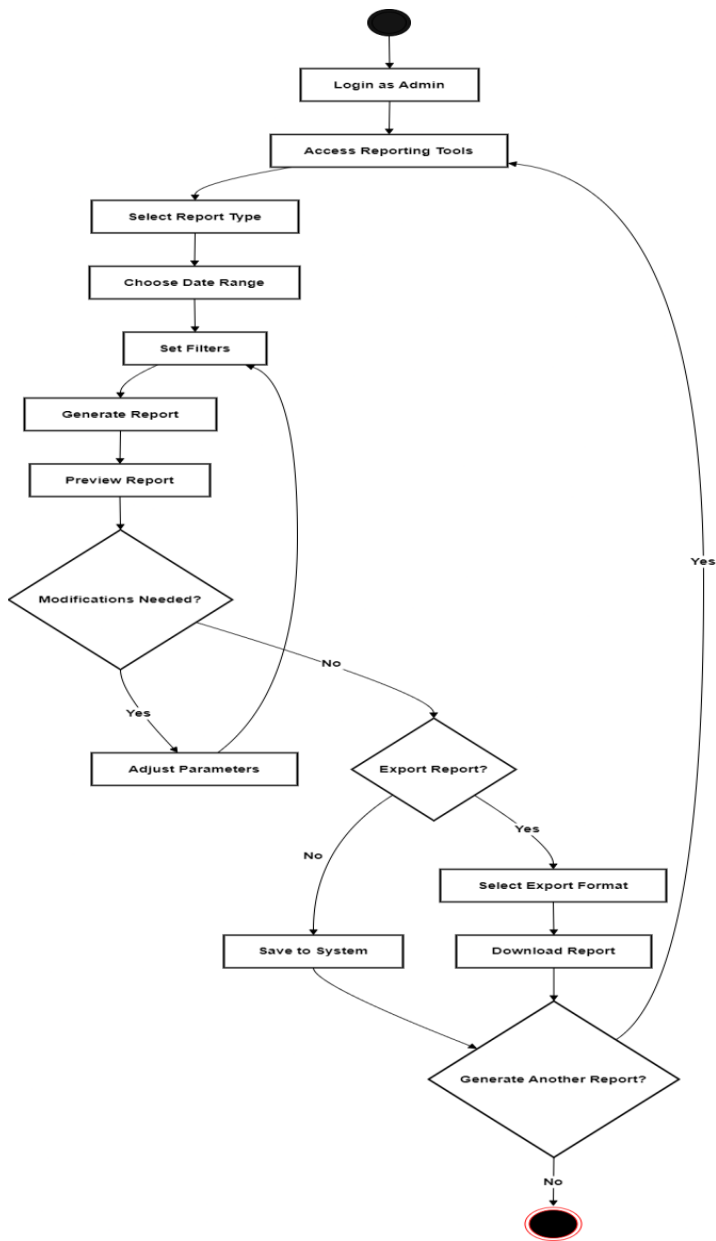 Login as Admin
Access Reporting Tools
Select Report Type
Choose Date Range
Set Filters
Generate Report
Preview Report
Yes
Modifications Needed?
No
Yes
Adjust Parameters
Export Report?
Yes
No
Select Export Format
Save to System
Download Report
Generate Another Report?
No